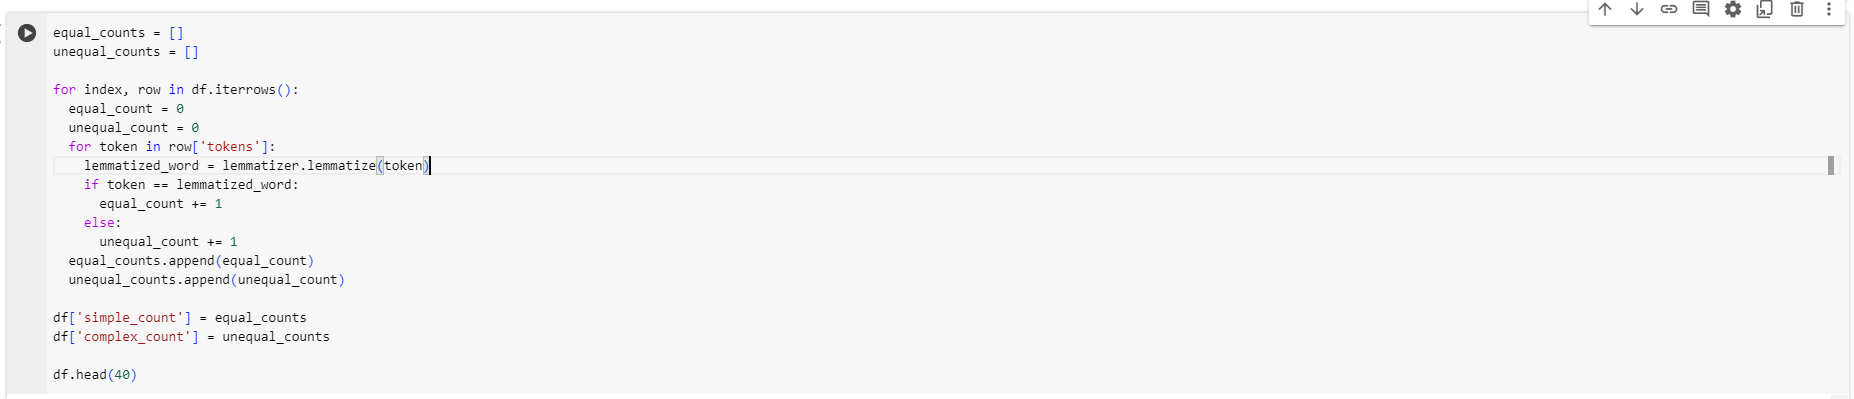 equal_counts = []
unequal_counts = []

for index, row in df.iterrows():
  equal_count = 0
  unequal_count = 0
  for token in row['tokens']:
    lemmatized_word = lemmatizer.lemmatize(token)
    if token == lemmatized_word:
      equal_count += 1
    else:
      unequal_count += 1
  equal_counts.append(equal_count)
  unequal_counts.append(unequal_count)

df['simple_count'] = equal_counts
df['complex_count'] = unequal_counts

df.head(40)